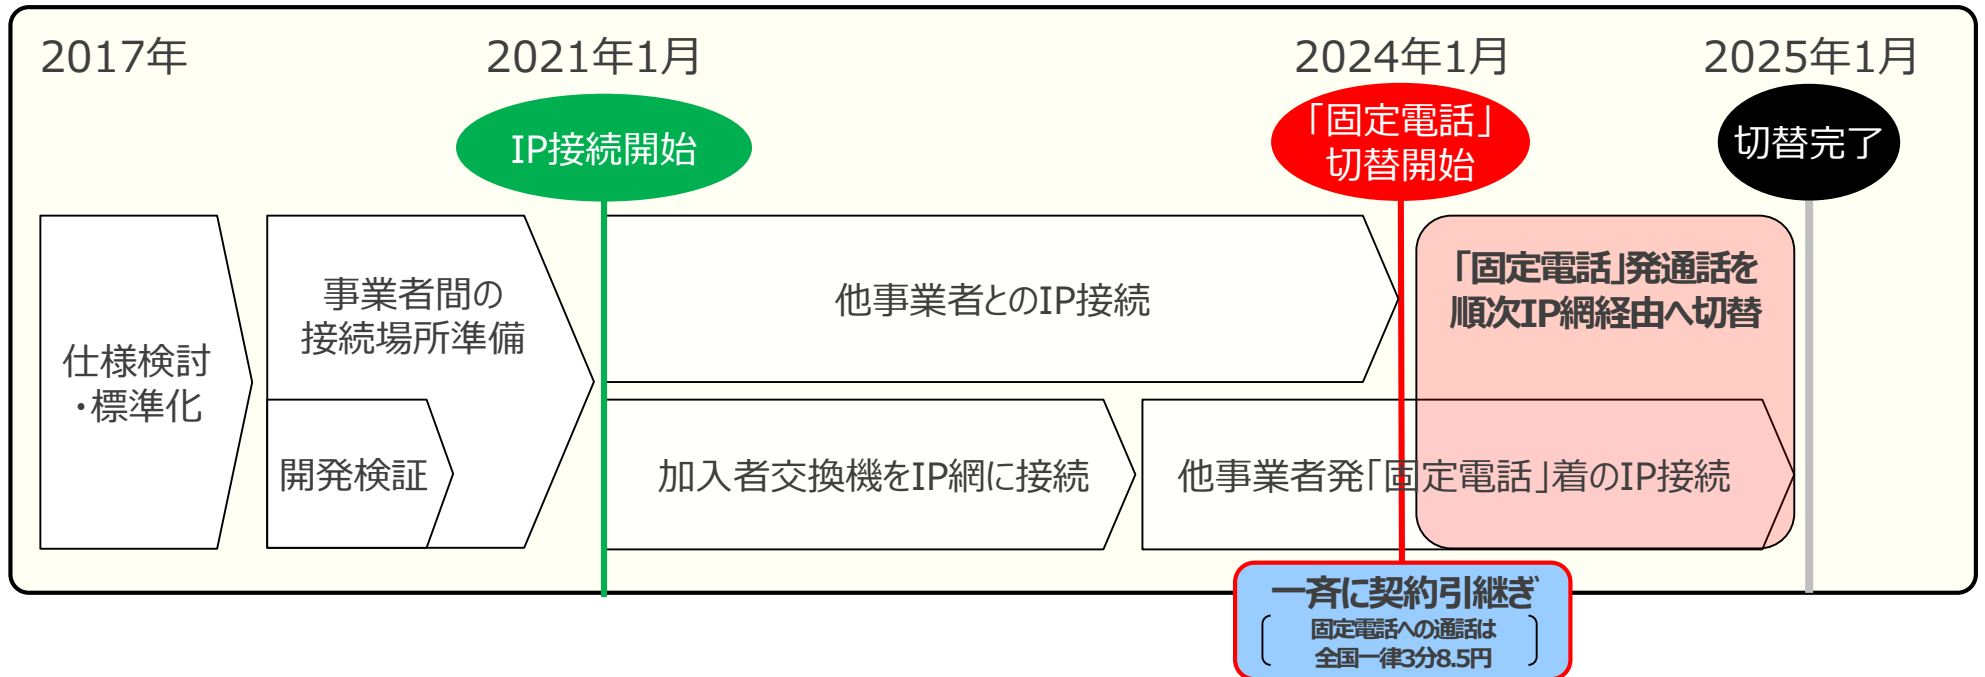 2017年
2021年1月
2024年1月
2025年1月
IP接続開始
「固定電話」
切替開始
切替完了
仕様検討
・標準化
事業者間の
接続場所準備
開発検証
他事業者とのIP接続
「固定電話」発通話を
順次IP網経由へ切替
加入者交換機をIP網に接続
他事業者発「固定電話」着のIP接続
一斉に契約引継ぎ
固定電話への通話は
全国一律3分8.5円